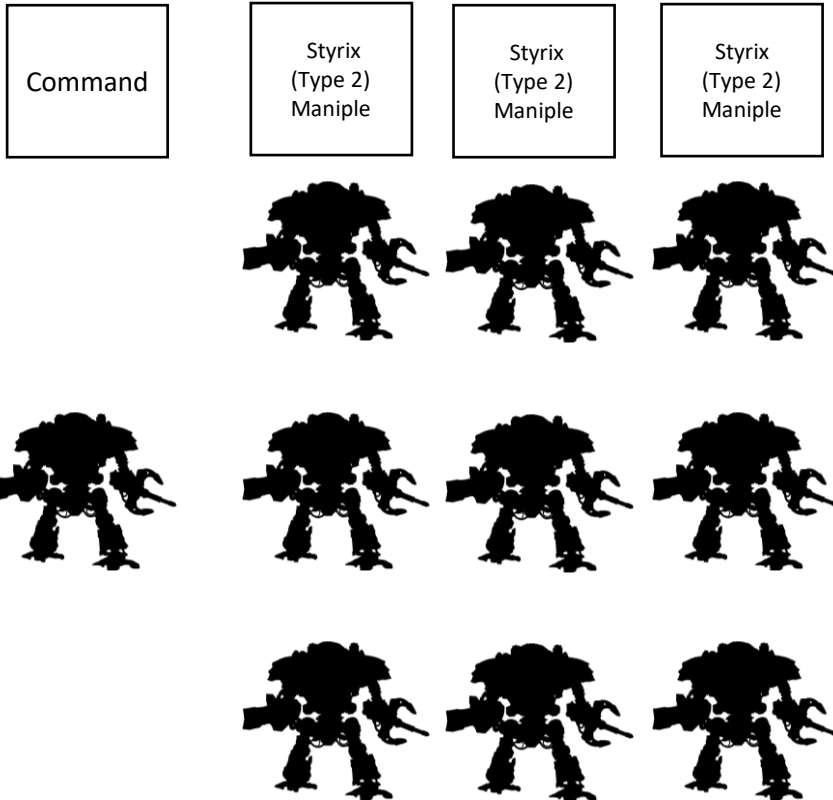 Command
Styrix
(Type 2)
Maniple
Styrix
(Type 2)
Maniple
Styrix
(Type 2)
Maniple